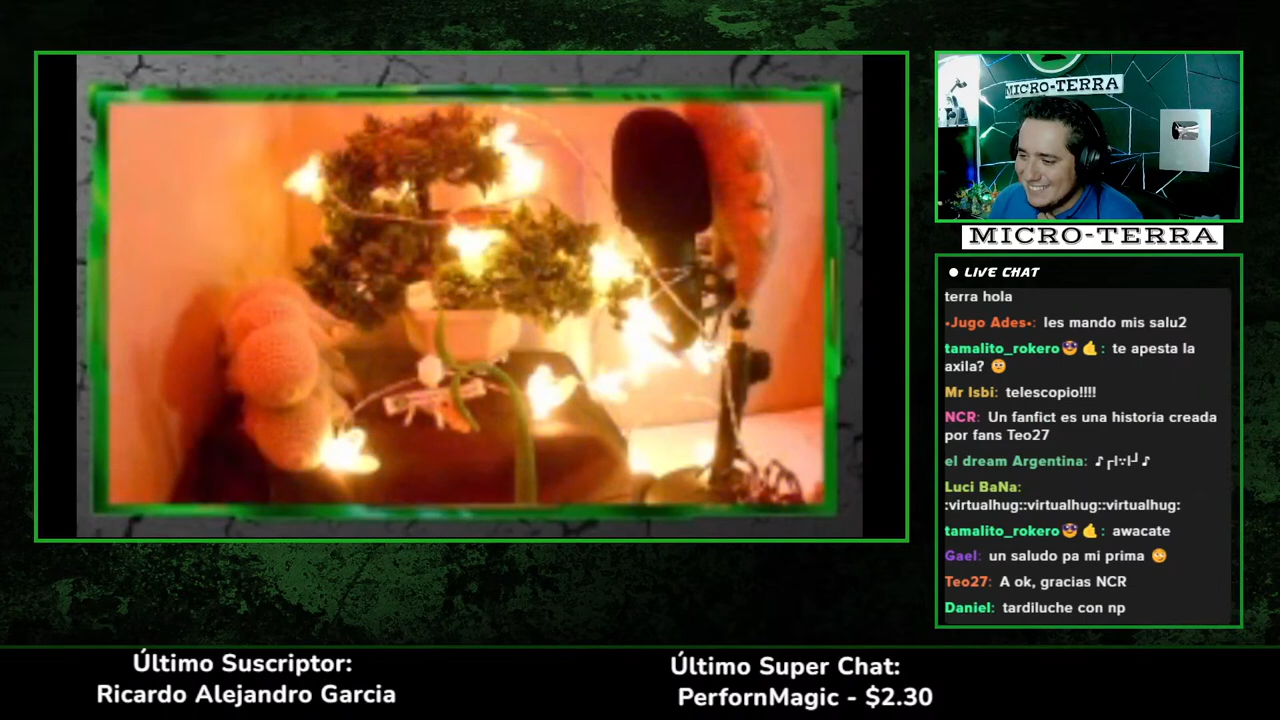 MICRO-TERRA
MICRO-TERRA
LIVE CHAT
terra hola
•Jugo Ades•: les mando mis salu2
tamalito_rokero😎🤙: te apesta la
axila? 😳
Mr Isbi: telescopio!!!!
NCR: Un fanfict es una historia creada
por fans Teo27
el dream Argentina: ♪┌|∵|┘♪
Luci BaNa:
:virtualhug::virtualhug::virtualhug:
tamalito_rokero😎🤙: awacate
Gael: un saludo pa mi prima 😳
Teo27: A ok, gracias NCR
Daniel: tardiluche con np
Último Suscriptor:
Ricardo Alejandro Garcia
Último Super Chat:
PerfornMagic - $2.30